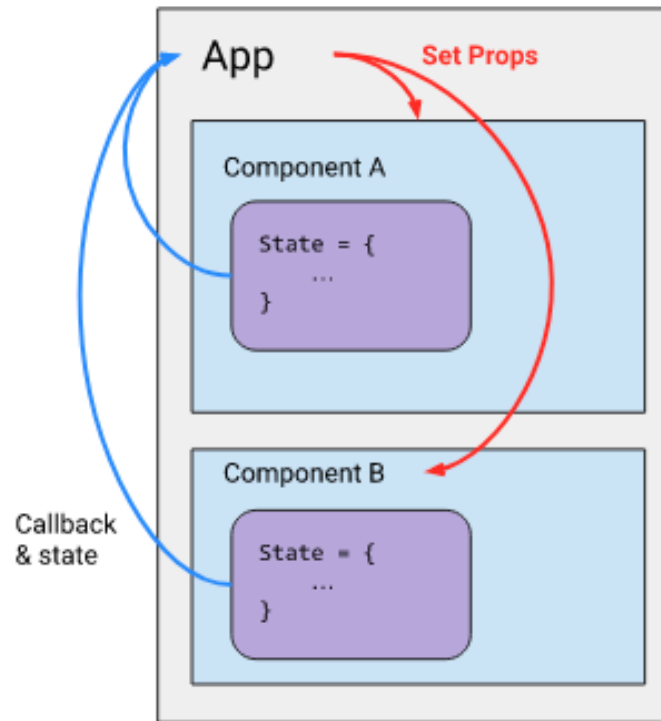 App
Set Props
Component A
State = {
...
}
Component B
Callback
& state
State = {
...
}